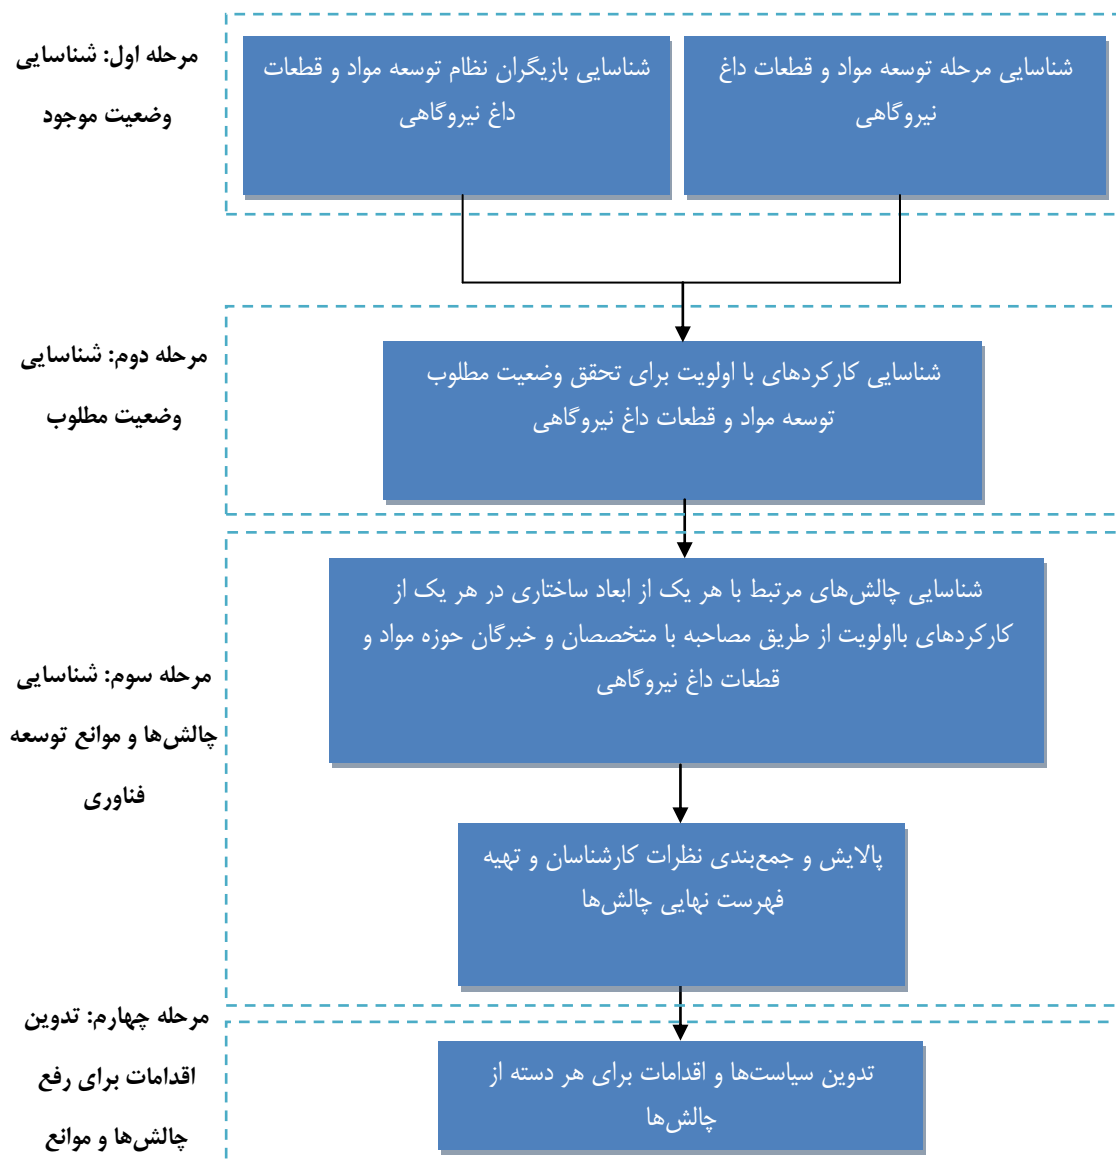 مرحله اول: شناسایی
وضعیت موجود
شناسایی مرحله توسعه مواد و قطعات داغ
نیروگاهی
شناسایی بازیگران نظام توسعه مواد و قطعات
داغ نیروگاهی
مرحله دوم: شناسایی
وضعیت مطلوب
شناسایی کارکردهای با اولویت برای تحقق وضعیت مطلوب
توسعه مواد و قطعات داغ نیروگاهی
مرحله سوم: شناسایی
چالش‌ها و موانع توسعه
فناوری
شناسایی چالش‌های مرتبط با هر یک از ابعاد ساختاری در هر یک از
کارکردهای بااولویت از طریق مصاحبه با متخصصان و خبرگان حوزه مواد و
قطعات داغ نیروگاهی
پالایش و جمع‌بندی نظرات کارشناسان و تهیه
فهرست نهایی چالش‌ها
مرحله چهارم: تدوین
اقدامات برای رفع
چالش‌ها و موانع
تدوین سیاست‌ها و اقدامات برای هر دسته از
چالش‌ها